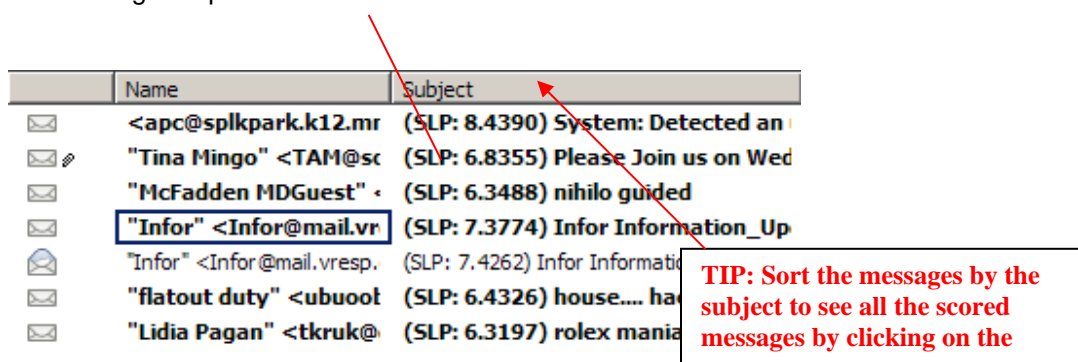 Name Subject
<apc@splkpark.k12.mr (SLP: 8.4390) System: Detected an
"Tina Mingo" <TAM@sc (SLP: 6.8355) Please Join us on Wed
"McFadden MDGuest" < (SLP: 6.3488) nihilo guided
"Infor" <Infor@mail.vr (SLP: 7.3774) Infor Information_Up
"Infor" <Infor@mail.vresp. (SLP: 7.4262) Infor Informatic
"flatout duty" <ubuoob (SLP: 6.4326) house.... hac
"Lidia Pagan" <tkruk@ (SLP: 6.3197) rolex mania
TIP: Sort the messages by the
subject to see all the scored
messages by clicking on the